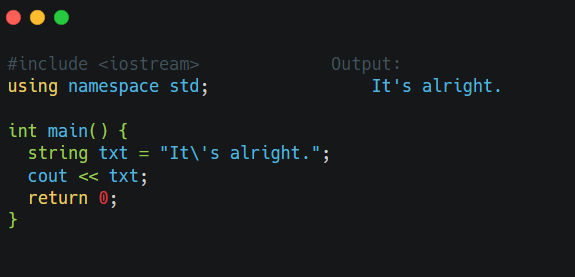 #include <iostream> Output:
using namespace std; It's alright.
int main() {
string txt = "It\'s alright.";
cout << txt;
return 0;
}